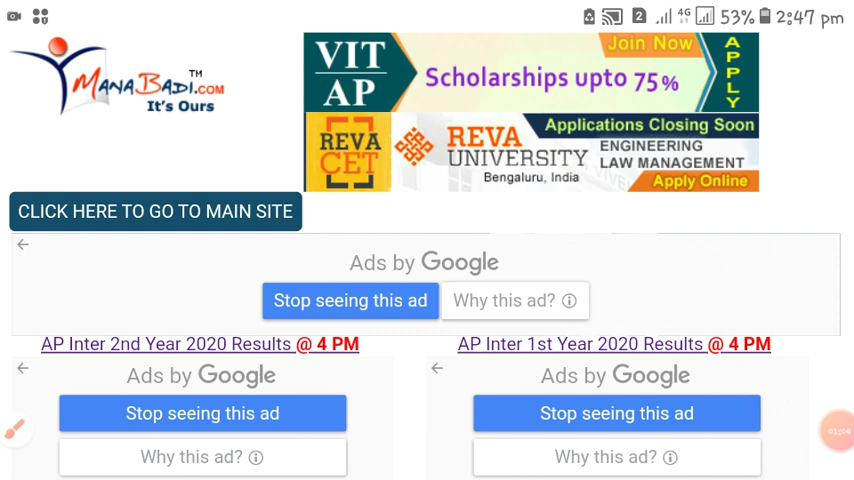 2 4G 53% 2:47 pm
MANABADI.COM™
It's Ours
VIT
AP
Join Now
Scholarships upto 75%
APPLY
REVA
CET
REVA
UNIVERSITY
Bengaluru, India
Applications Closing Soon
ENGINEERING
LAW MANAGEMENT
Apply Online
CLICK HERE TO GO TO MAIN SITE
Ads by Google
Stop seeing this ad Why this ad?
AP Inter 2nd Year 2020 Results @ 4 PM AP Inter 1st Year 2020 Results @ 4 PM
Ads by Google Ads by Google
Stop seeing this ad Stop seeing this ad
Why this ad? Why this ad?